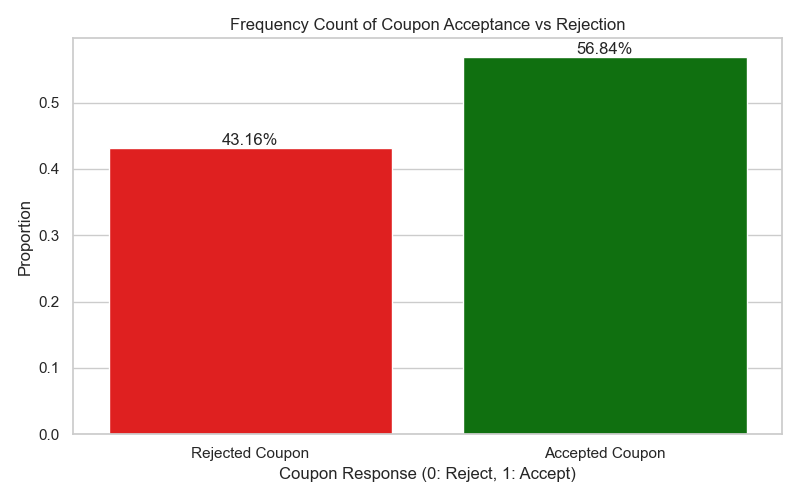 Frequency Count of Coupon Acceptance vs Rejection
56.84%
43.16%
0.5
0.4
0.3
0.2
0.1
0.0
Proportion
Rejected Coupon
Accepted Coupon
Coupon Response (0: Reject, 1: Accept)